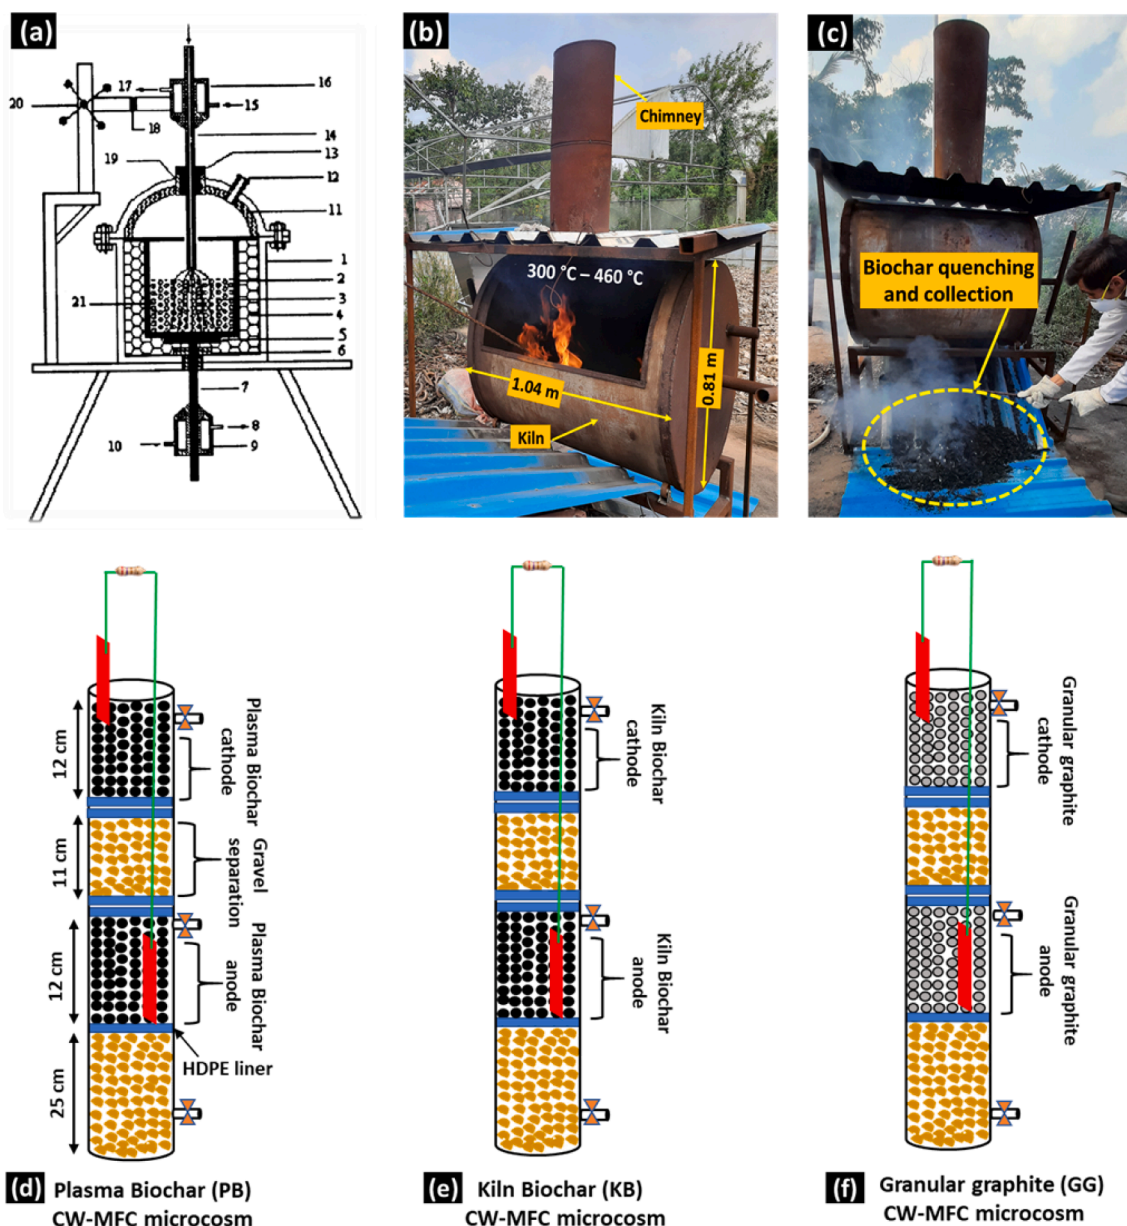 (a)
17
16
20
15
18
14
19
13
12
11
1
2
21
3
4
5
6
7
8
10
9
(b)
Chimney
300 °C – 460 °C
1.04 m
0.81 m
Kiln
(c)
Biochar quenching
and collection
12 cm
11 cm
12 cm
25 cm
Plasma Biochar
cathode
Gravel
separation
Plasma Biochar
anode
HDPE liner
(d)
Plasma Biochar (PB)
CW-MFC microcosm
Kiln Biochar
cathode
Kiln Biochar
anode
(e)
Kiln Biochar (KB)
CW-MFC microcosm
Granular graphite
cathode
Granular graphite
anode
(f)
Granular graphite (GG)
CW-MFC microcosm